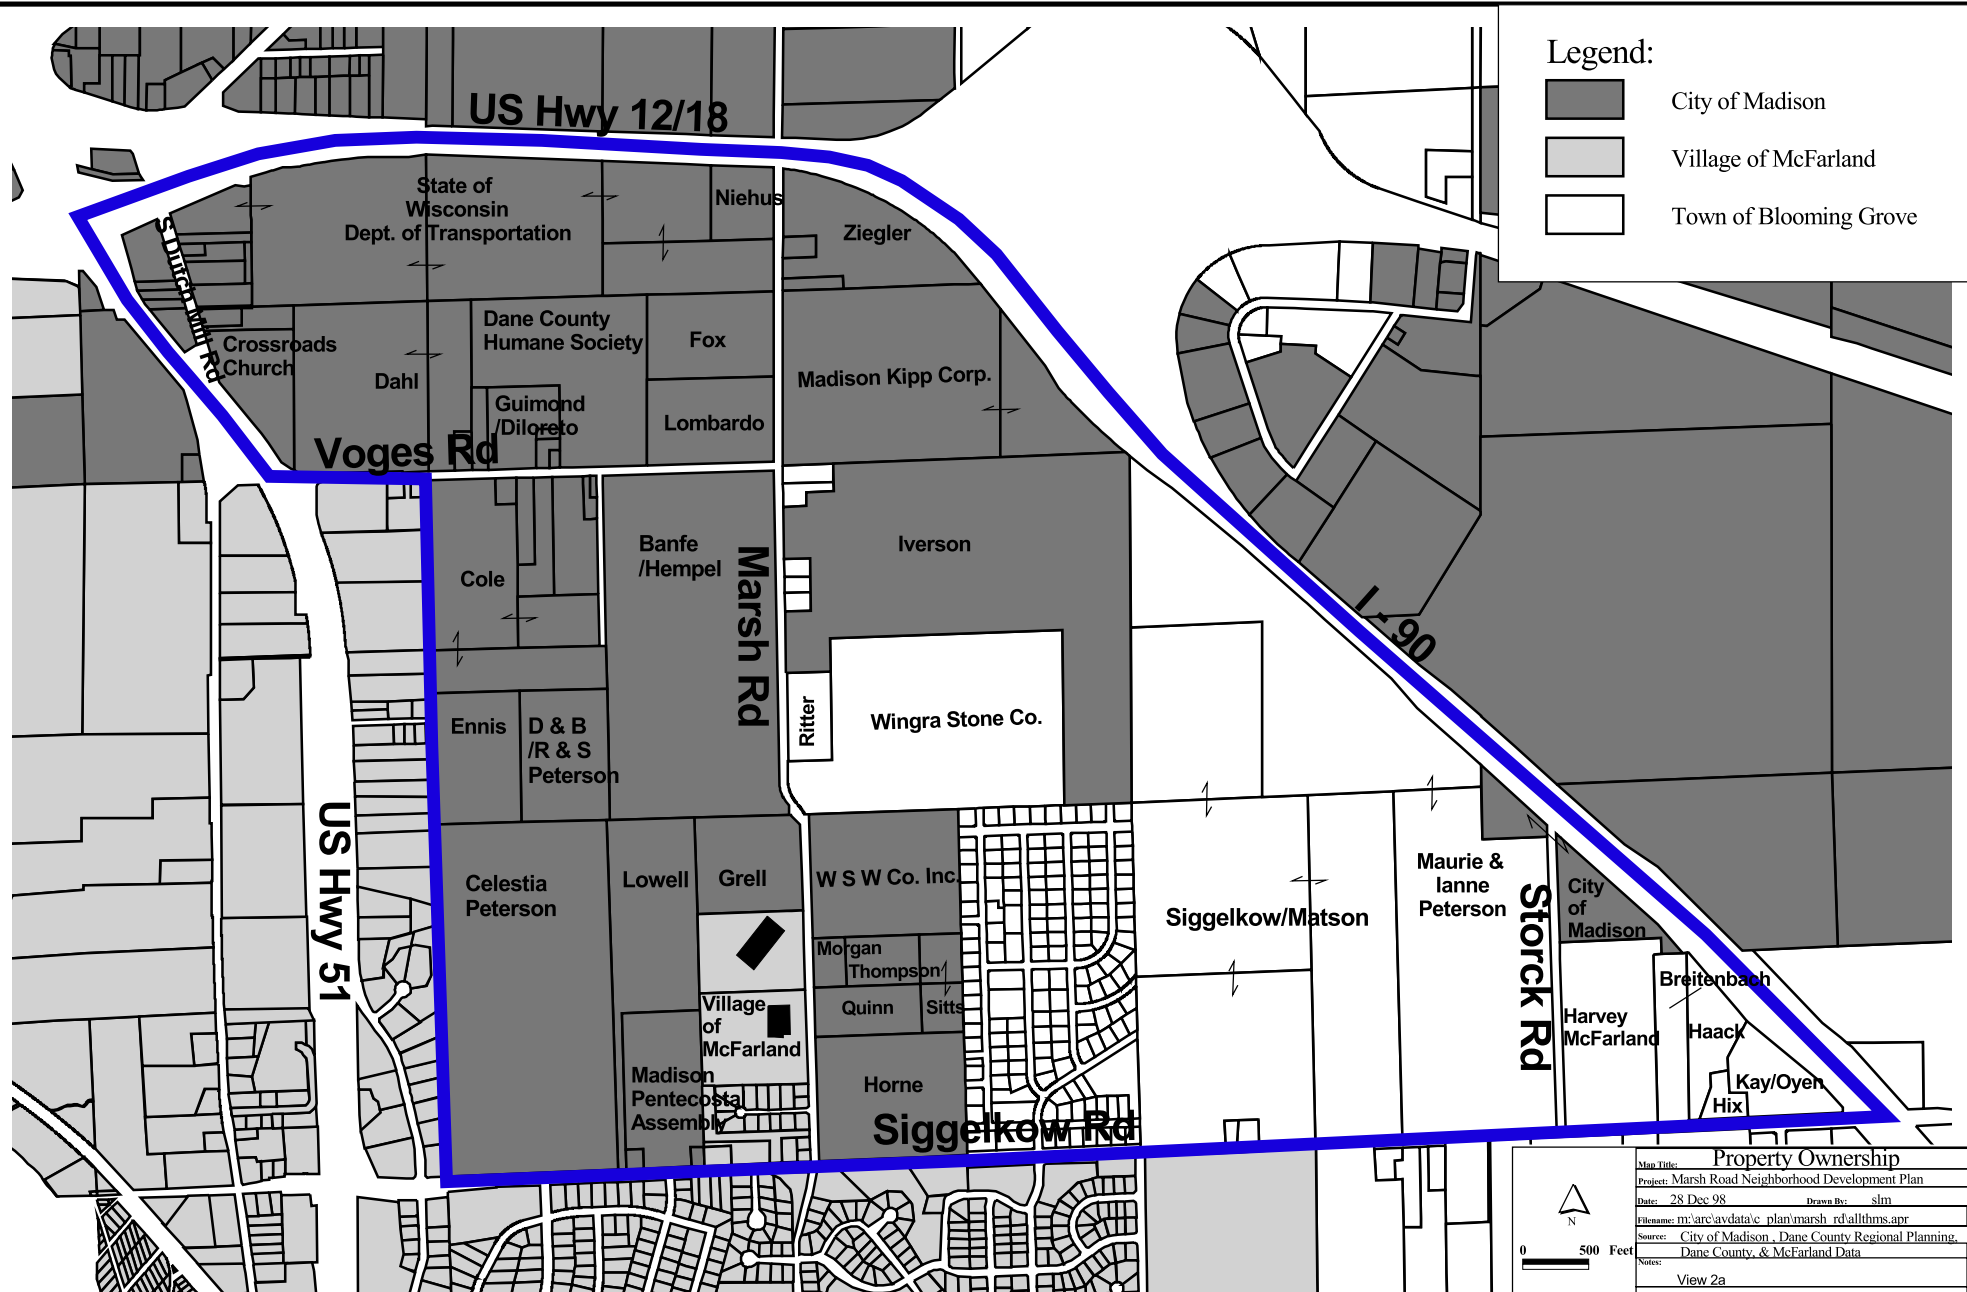 Legend:
City of Madison
Village of McFarland
Town of Blooming Grove
US Hwy 12/18
State of
Wisconsin
Dept. of Transportation
Niehus
Ziegler
S Dutch Mill Rd
Crossroads
Church
Dahl
Dane County
Humane Society
Fox
Guimond
/Diloreto
Lombardo
Madison Kipp Corp.
Voges Rd
Cole
Banfe
/Hempel
Marsh Rd
Iverson
I - 90
Ennis
D & B
/R & S
Peterson
Ritter
Wingra Stone Co.
US Hwy 51
Celestia
Peterson
Lowell
Grell
W S W Co. Inc.
Morgan
Thompson
Quinn
Sitts
Village
of
McFarland
Madison
Pentecosta
Assembly
Horne
Siggelkow Rd
Siggelkow/Matson
Maurie &
Ianne
Peterson
Storck Rd
City
of
Madison
Breitenbach
Harvey
McFarland
Haack
Kay/Oyen
Hix
N
0 500 Feet
Map Title: Property Ownership
Project: Marsh Road Neighborhood Development Plan
Date: 28 Dec 98 Drawn By: slm
Filename: m:\arc\avdata\c_plan\marsh_rd\allthms.apr
Source: City of Madison , Dane County Regional Planning,
Dane County, & McFarland Data
Notes:
View 2a